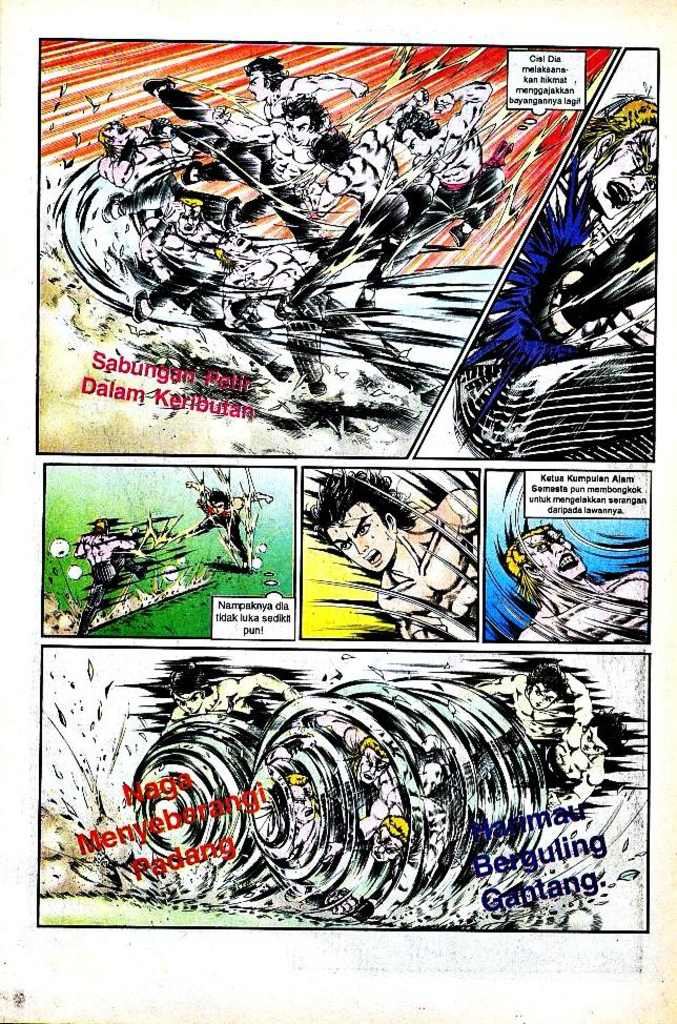 Cis! Dia
melaksana-
kan hikmat
menggajakkan
bayangannya lagi!
Sabungan Petir
Dalam Keributan
Ketua Kumpulan Alam
Semesta pun membongkok
untuk mengelakkan serangan
daripada lawannya.
Nampaknya dia
tidak luka sedikit
pun!
Naga
Menyeberangi
Padang
Harimau
Berguling
Gantang